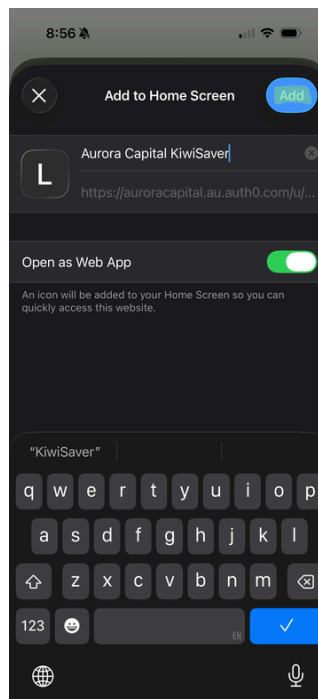 8:56
Add to Home Screen
Add
L
Aurora Capital KiwiSaver
https://auroracapital.au.auth0.com/u/...
Open as Web App
An icon will be added to your Home Screen so you can
quickly access this website.
“KiwiSaver”
q w e r t y u i o p
a s d f g h j k l
z x c v b n m
123
EN